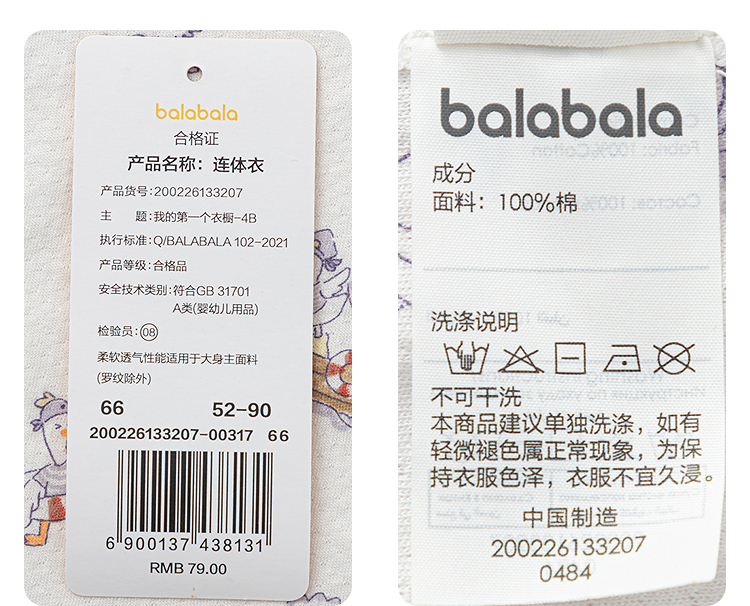 balabala
合格证
产品名称：连体衣
产品货号：200226133207
主 题：我的第一个衣橱-4B
执行标准：Q/BALABALA 102-2021
产品等级：合格品
安全技术类别：符合GB 31701
A类(婴幼儿用品)
检验员：08
柔软透气性能适用于大身主面料
(罗纹除外)
66 52-90
200226133207-00317 66
6 900137 438131
RMB 79.00
balabala
成分
面料：100%棉
洗涤说明
不可干洗
本商品建议单独洗涤，如有
轻微褪色属正常现象，为保
持衣服色泽，衣服不宜久浸。
中国制造
200226133207
0484